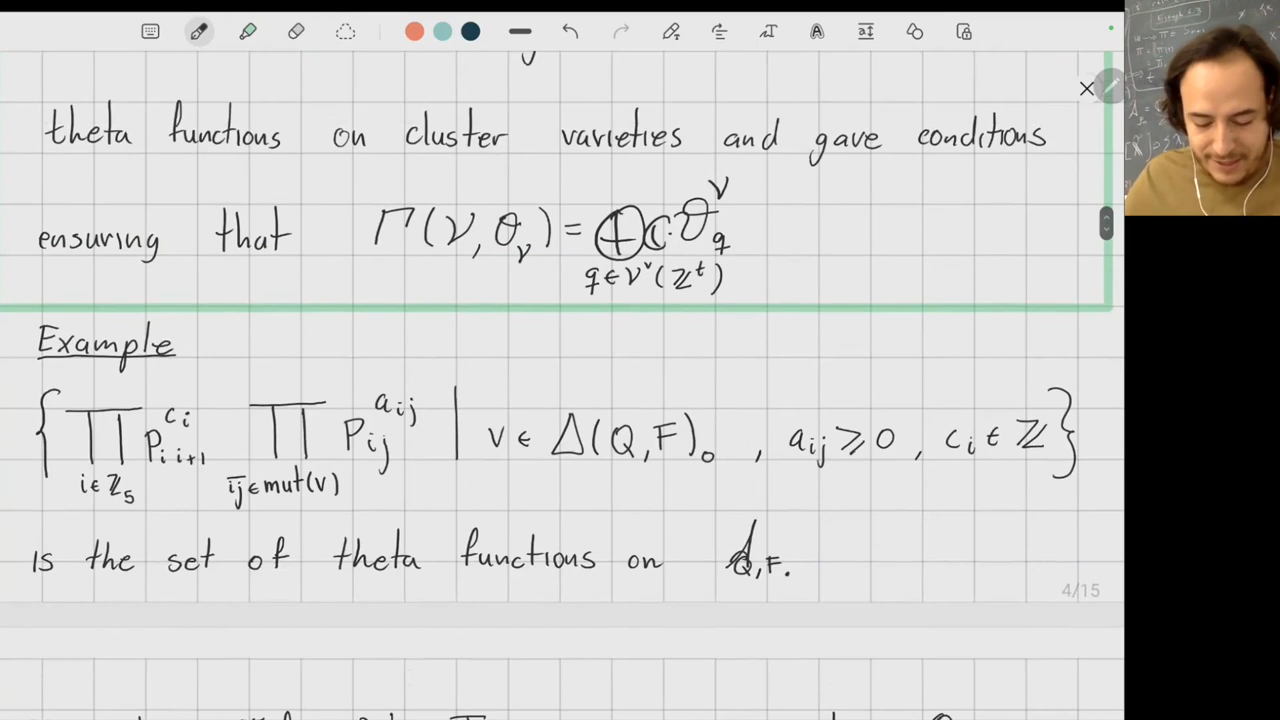 theta functions on cluster varieties and gave conditions
ensuring that Γ(𝒱, 𝒪_𝒱) = ⊕_{q ∈ 𝒱^∨(ℤ^t)} ℂ·ϑ_q^𝒱
Example
{ ∏_{i ∈ ℤ_5} P_{i i+1}^{c_i} ∏_{i̅j̅ ∈ mut(v)} P_{ij}^{a_{ij}} | v ∈ Δ(Q,F)_0 , a_{ij} ⩾ 0 , c_i ∈ ℤ }
is the set of theta functions on 𝒜_{Q,F}.
4/15